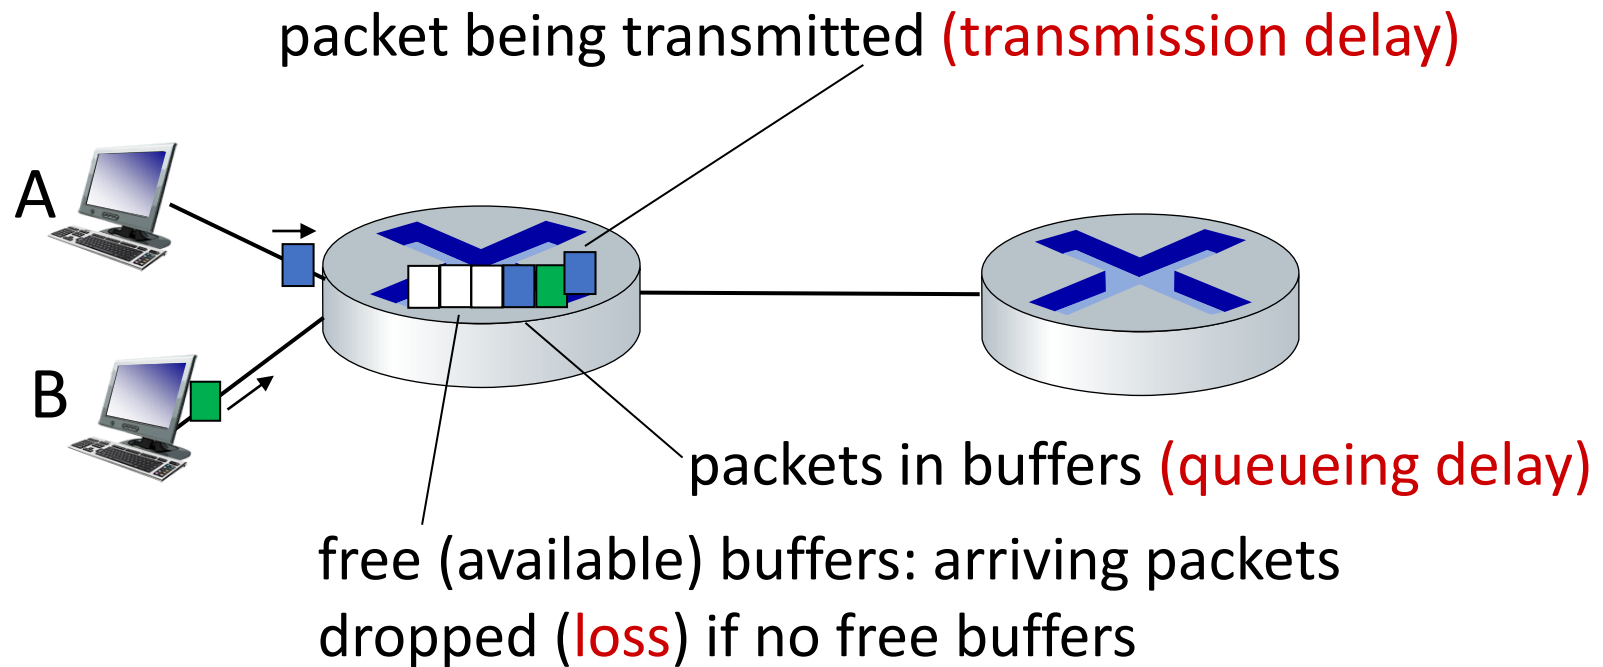 packet being transmitted (transmission delay)
A
B
packets in buffers (queueing delay)
free (available) buffers: arriving packets
dropped (loss) if no free buffers